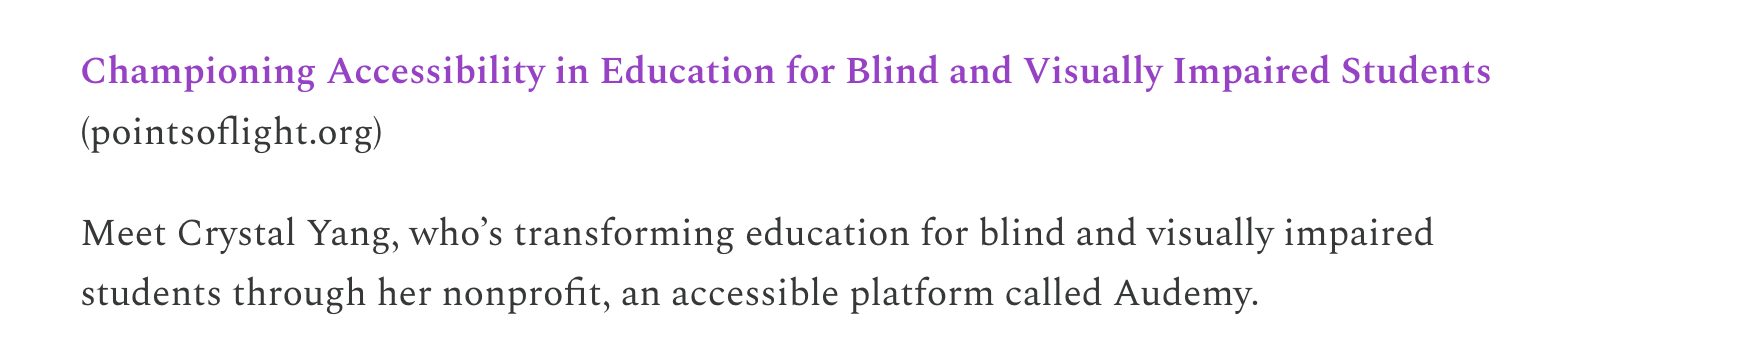 Championing Accessibility in Education for Blind and Visually Impaired Students
(pointsoflight.org)
Meet Crystal Yang, who’s transforming education for blind and visually impaired
students through her nonprofit, an accessible platform called Audemy.